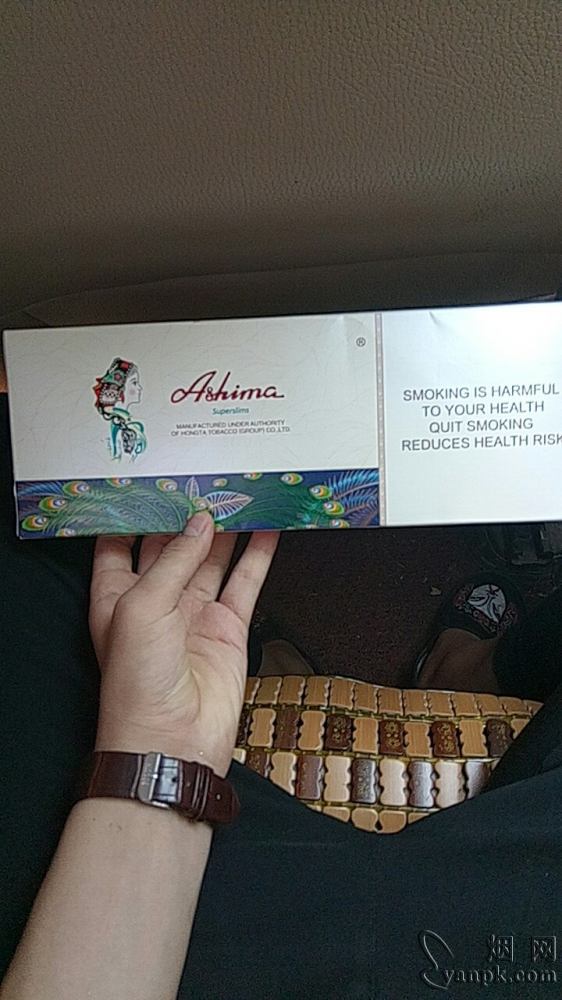 ®
Ashima
Superslims
MANUFACTURED UNDER AUTHORITY
OF HONGTA TOBACCO (GROUP) CO.,LTD.
SMOKING IS HARMFUL
TO YOUR HEALTH
QUIT SMOKING
REDUCES HEALTH RISK
烟网
yanpk.com